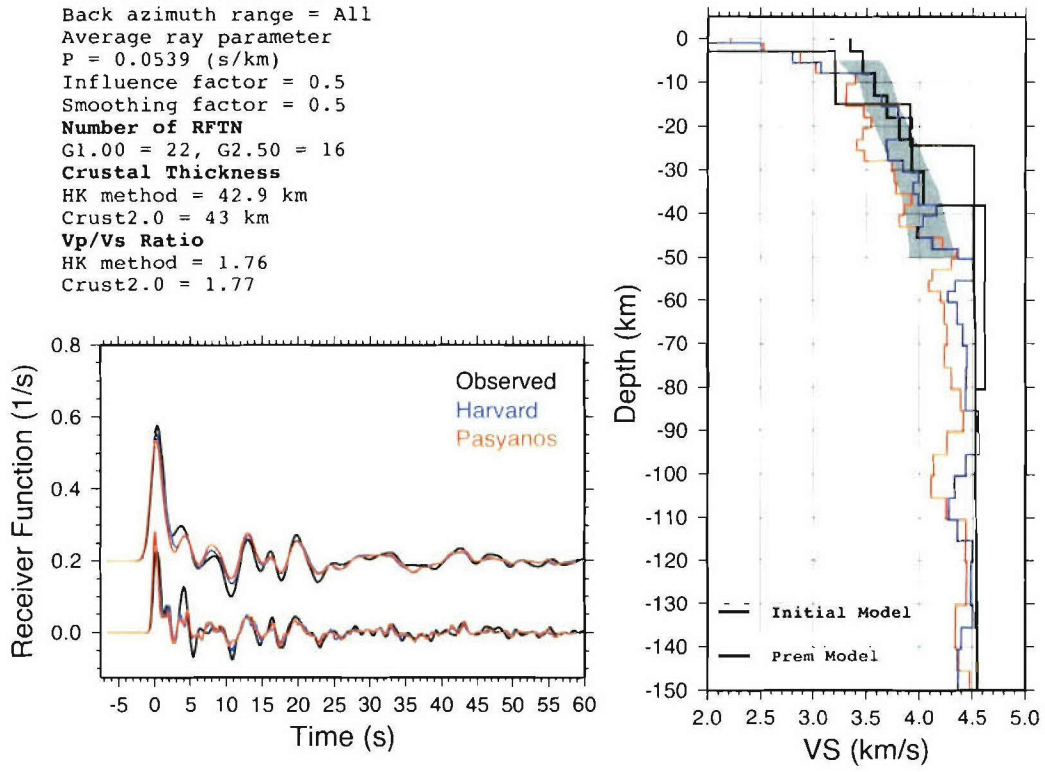 Back azimuth range = All
Average ray parameter
P = 0.0539 (s/km)
Influence factor = 0.5
Smoothing factor = 0.5
Number of RFTN
G1.00 = 22, G2.50 = 16
Crustal Thickness
HK method = 42.9 km
Crust2.0 = 43 km
Vp/Vs Ratio
HK method = 1.76
Crust2.0 = 1.77
Receiver Function (1/s)
0.8
0.6
0.4
0.2
0.0
Observed
Harvard
Pasyanos
-5 0 5 10 15 20 25 30 35 40 45 50 55 60
Time (s)
Depth (km)
0
-10
-20
-30
-40
-50
-60
-70
-80
-90
-100
-110
-120
-130
-140
-150
Initial Model
Prem Model
2.0 2.5 3.0 3.5 4.0 4.5 5.0
VS (km/s)